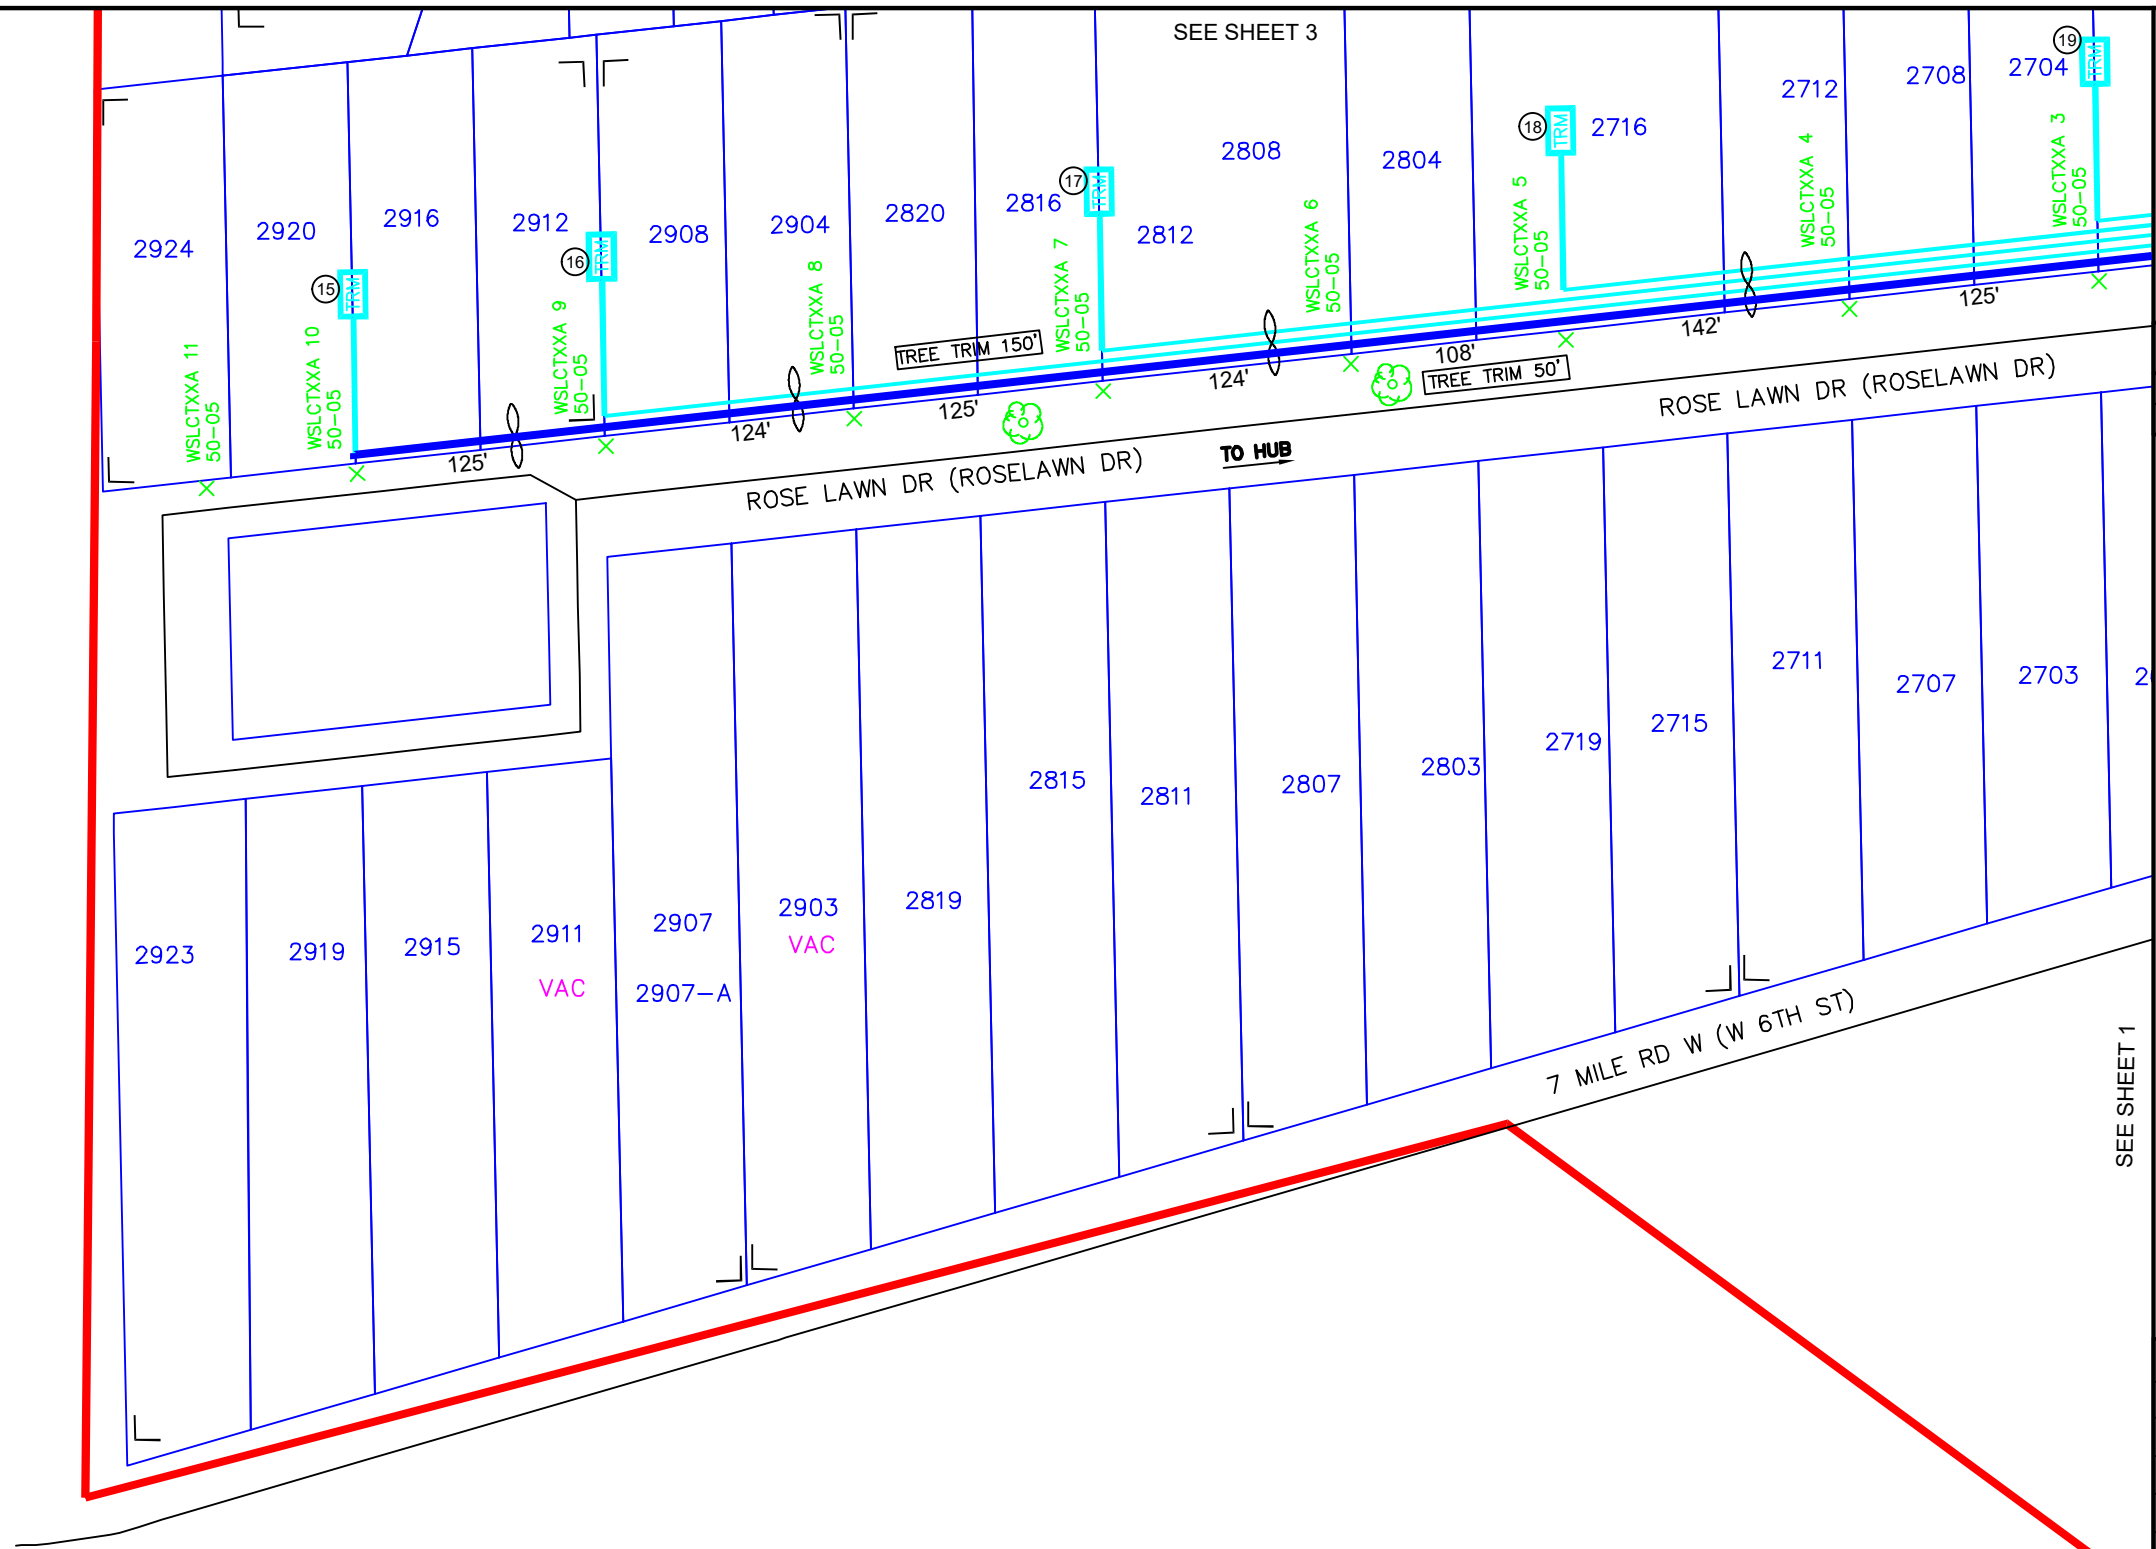 SEE SHEET 3
19
TRM
2704
2708
2712
2716
18
TRM
2808
2804
17
TRM
2816
2812
2820
2904
2908
2912
2916
2920
2924
16
TRM
15
TRM
WSLCTXXA 11
50-05
WSLCTXXA 10
50-05
WSLCTXXA 9
50-05
WSLCTXXA 8
50-05
WSLCTXXA 7
50-05
WSLCTXXA 6
50-05
WSLCTXXA 5
50-05
WSLCTXXA 4
50-05
WSLCTXXA 3
50-05
TREE TRIM 150'
TREE TRIM 50'
125'
124'
125'
124'
108'
142'
125'
ROSE LAWN DR (ROSELAWN DR)
TO HUB
ROSE LAWN DR (ROSELAWN DR)
2923
2919
2915
2911
VAC
2907
2907-A
2903
VAC
2819
2815
2811
2807
2803
2719
2715
2711
2707
2703
7 MILE RD W (W 6TH ST)
SEE SHEET 1